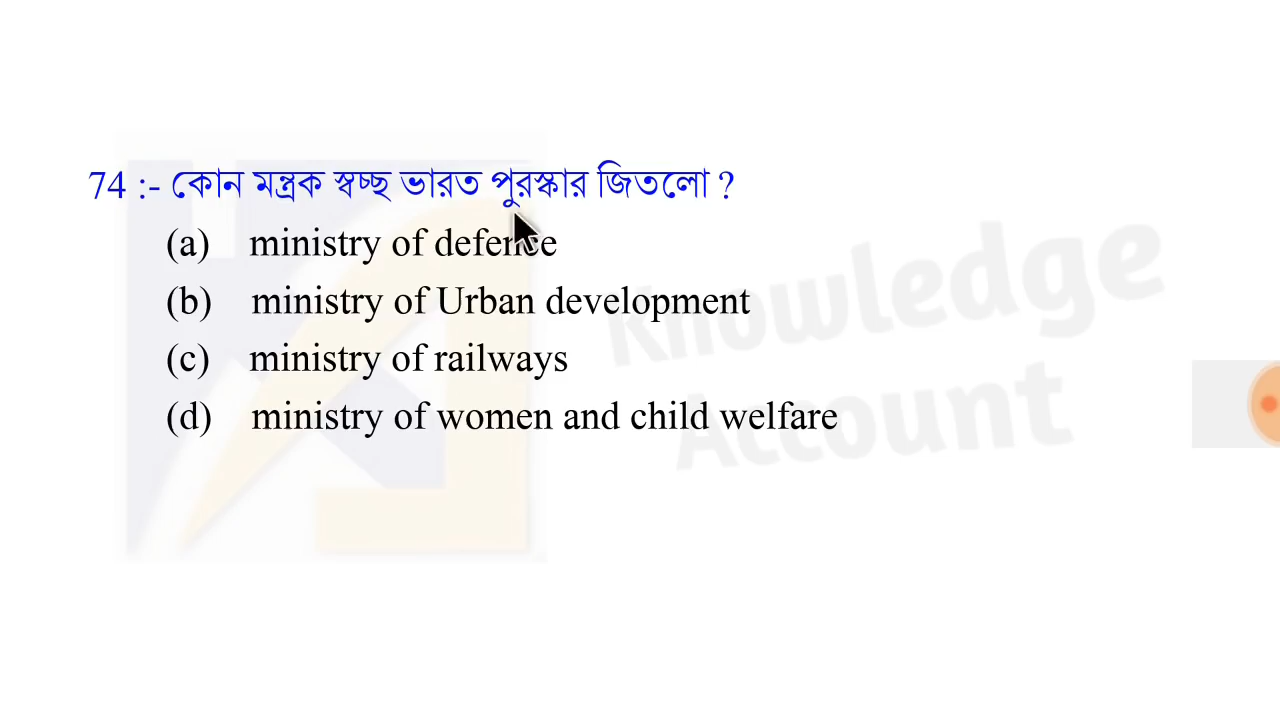 74 :- কোন মন্ত্রক স্বচ্ছ ভারত পুরস্কার জিতলো ?
(a) ministry of defence
(b) ministry of Urban development
(c) ministry of railways
(d) ministry of women and child welfare
Knowledge
Account